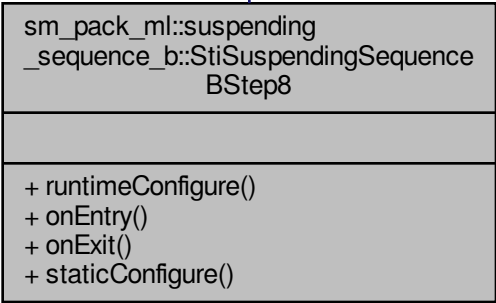 sm_pack_ml::suspending
_sequence_b::StiSuspendingSequence
BStep8
+ runtimeConfigure()
+ onEntry()
+ onExit()
+ staticConfigure()